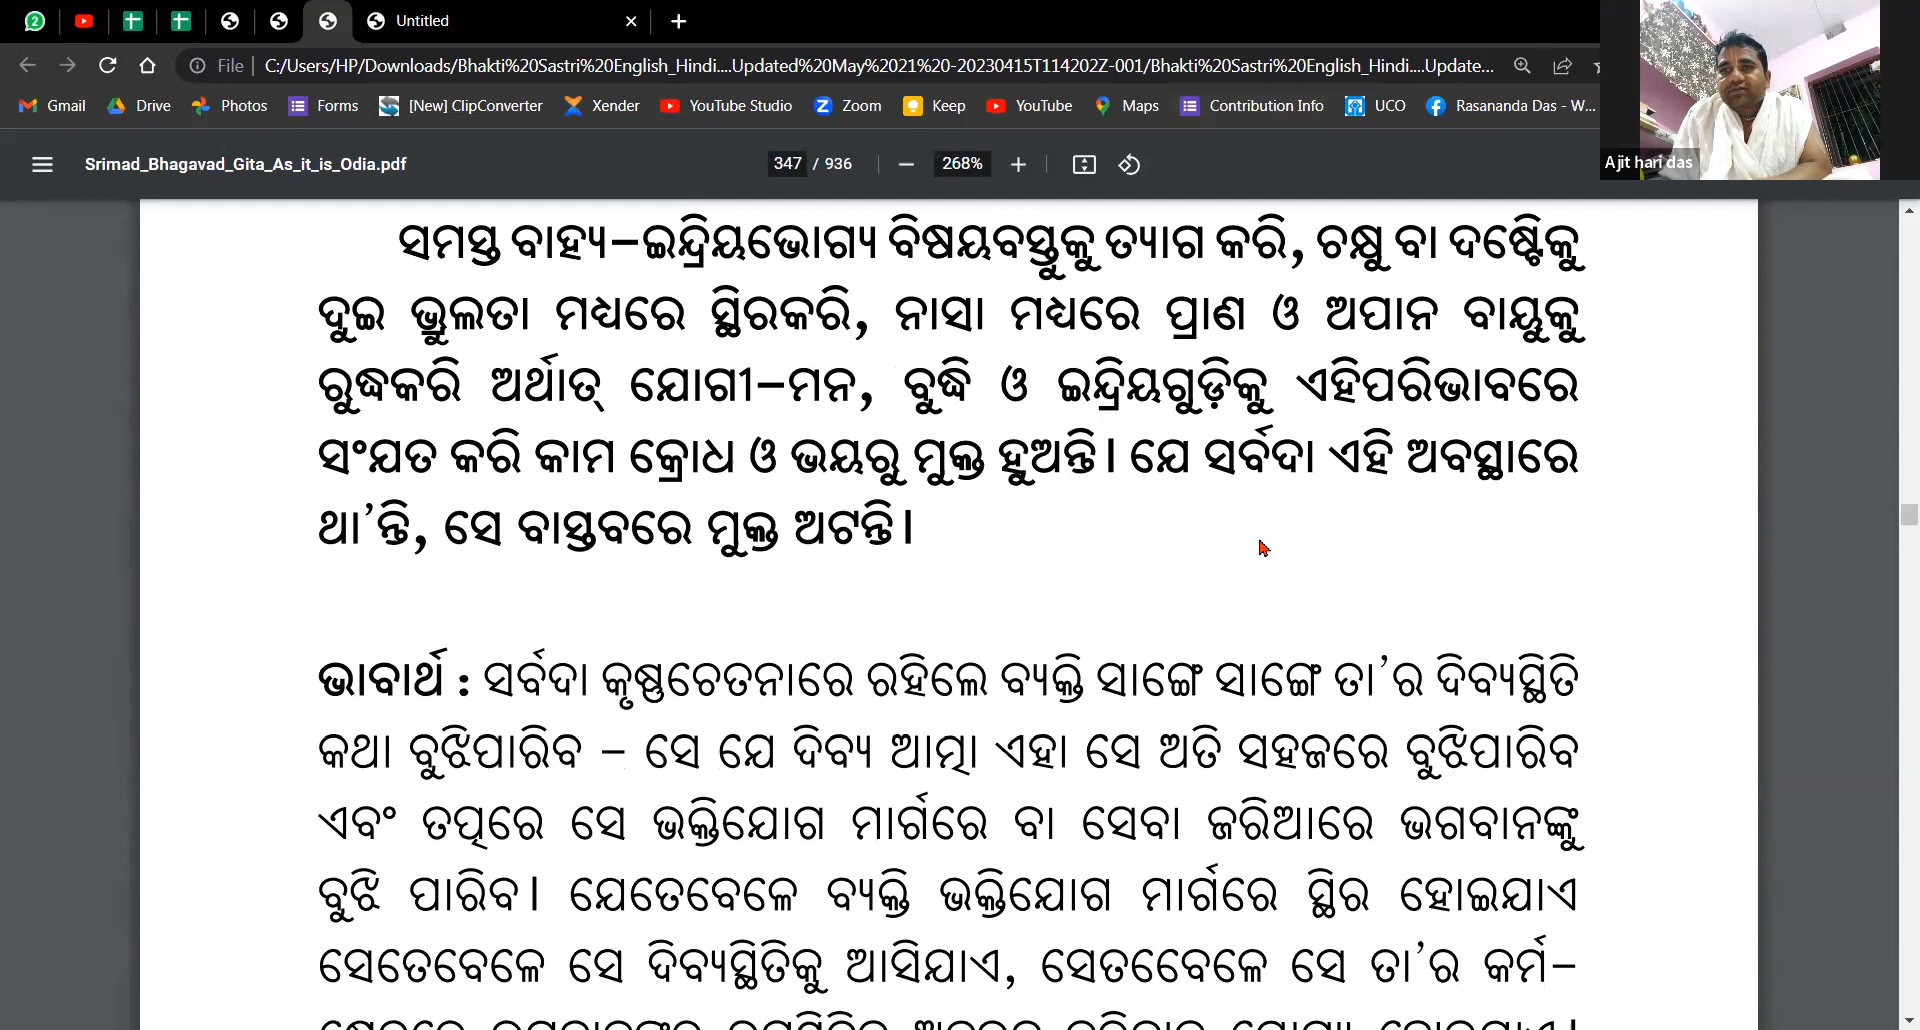 2
Untitled
File
C:/Users/HP/Downloads/Bhakti%20Sastri%20English_Hindi....Updated%20May%2021%20-20230415T114202Z-001/Bhakti%20Sastri%20English_Hindi....Update...
Gmail Drive Photos Forms [New] ClipConverter Xender YouTube Studio Zoom Keep YouTube Maps Contribution Info UCO Rasananda Das - W...
Ajit hari das
Srimad_Bhagavad_Gita_As_it_is_Odia.pdf 347 / 936 268%
ସମସ୍ତ ବାହ୍ୟ–ଇନ୍ଦ୍ରିୟଭୋଗ୍ୟ ବିଷୟବସ୍ତୁକୁ ତ୍ୟାଗ କରି, ଚକ୍ଷୁ ବା
ଦୁଇ ଭ୍ରୂଲତା ମଧ୍ୟରେ ସ୍ଥିରକରି, ନାସା ମଧ୍ୟରେ ପ୍ରାଣ ଓ ଅପାନ ବାୟୁକୁ
ରୁଦ୍ଧକରି ଅର୍ଥାତ୍ ଯୋଗୀ–ମନ, ବୁଦ୍ଧି ଓ ଇନ୍ଦ୍ରିୟଗୁଡ଼ିକୁ ଏହିପରିଭାବରେ
ସଂଯତ କରି କାମ କ୍ରୋଧ ଓ ଭୟରୁ ମୁକ୍ତ ହୁଅନ୍ତି। ଯେ ସର୍ବଦା ଏହି ଅବସ୍ଥାରେ
ଥା’ନ୍ତି, ସେ ବାସ୍ତବରେ ମୁକ୍ତ ଅଟନ୍ତି।
ଭାବାର୍ଥ : ସର୍ବଦା କୃଷ୍ଣଚେତନାରେ ରହିଲେ ବ୍ୟକ୍ତି ସାଙ୍ଗେ ସାଙ୍ଗେ ତା’ର ଦିବ୍ୟସ୍ଥିତି
କଥା ବୁଝିପାରିବ – ସେ ଯେ ଦିବ୍ୟ ଆତ୍ମା ଏହା ସେ ଅତି ସହଜରେ ବୁଝିପାରିବ
ଏବଂ ତତ୍ପରେ ସେ ଭକ୍ତିଯୋଗ ମାର୍ଗରେ ବା ସେବା ଜରିଆରେ ଭଗବାନଙ୍କୁ
ବୁଝି ପାରିବ। ଯେତେବେଳେ ବ୍ୟକ୍ତି ଭକ୍ତିଯୋଗ ମାର୍ଗରେ ସ୍ଥିର ହୋଇଯାଏ
ସେତେବେଳେ ସେ ଦିବ୍ୟସ୍ଥିତିକୁ ଆସିଯାଏ, ସେ ତା’ର କର୍ମ–